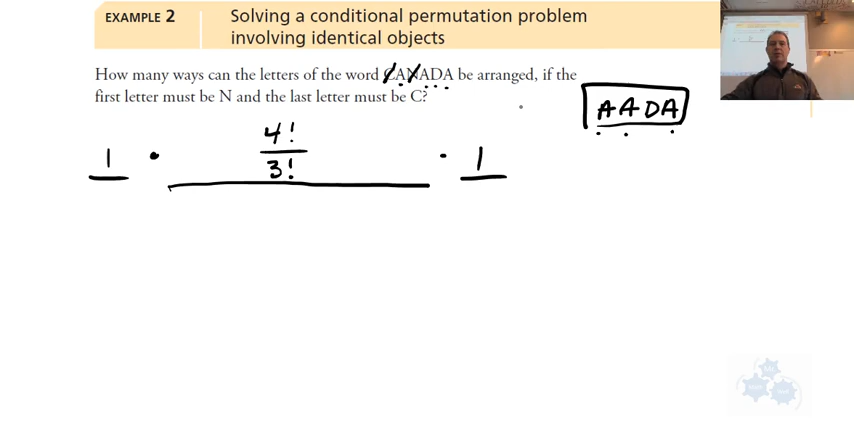 EXAMPLE 2 Solving a conditional permutation problem
involving identical objects
How many ways can the letters of the word CANADA be arranged, if the
first letter must be N and the last letter must be C?
AADA
1 • 4!/3! • 1